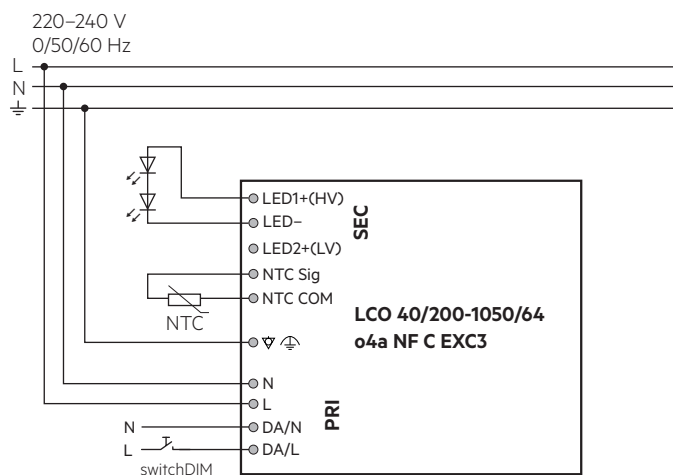 220–240 V
0/50/60 Hz
L
N
LED1+(HV)
LED–
LED2+(LV)
SEC
NTC Sig
NTC COM
NTC
LCO 40/200-1050/64
o4a NF C EXC3
N
L
PRI
N DA/N
L DA/L
switchDIM